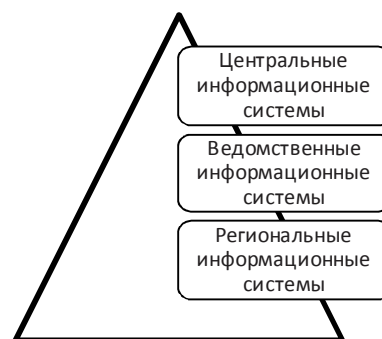 Центральные
информационные
системы
Ведомственные
информационные
системы
Региональные
информационные
системы